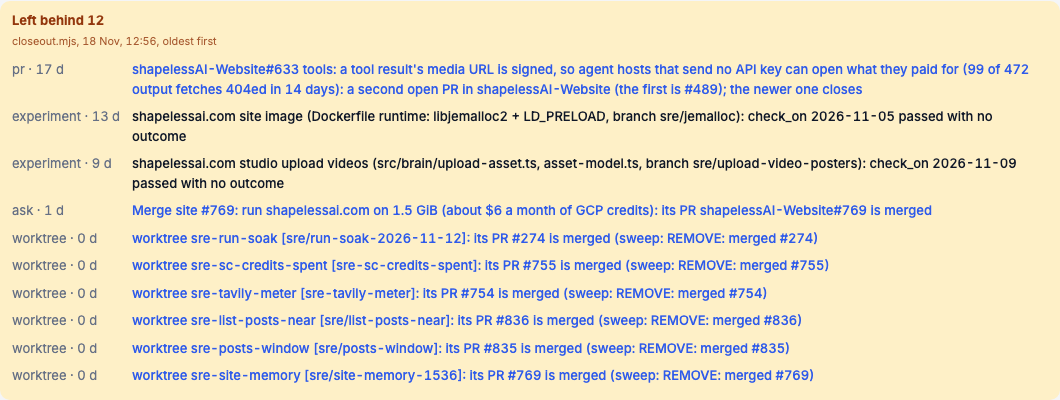 Left behind 12
closeout.mjs, 18 Nov, 12:56, oldest first
pr · 17 d shapelessAI-Website#633 tools: a tool result's media URL is signed, so agent hosts that send no API key can open what they paid for (99 of 472
output fetches 404ed in 14 days): a second open PR in shapelessAI-Website (the first is #489); the newer one closes
experiment · 13 d shapelessai.com site image (Dockerfile runtime: libjemalloc2 + LD_PRELOAD, branch sre/jemalloc): check_on 2026-11-05 passed with no
outcome
experiment · 9 d shapelessai.com studio upload videos (src/brain/upload-asset.ts, asset-model.ts, branch sre/upload-video-posters): check_on 2026-11-09
passed with no outcome
ask · 1 d Merge site #769: run shapelessai.com on 1.5 GiB (about $6 a month of GCP credits): its PR shapelessAI-Website#769 is merged
worktree · 0 d worktree sre-run-soak [sre/run-soak-2026-11-12]: its PR #274 is merged (sweep: REMOVE: merged #274)
worktree · 0 d worktree sre-sc-credits-spent [sre-sc-credits-spent]: its PR #755 is merged (sweep: REMOVE: merged #755)
worktree · 0 d worktree sre-tavily-meter [sre-tavily-meter]: its PR #754 is merged (sweep: REMOVE: merged #754)
worktree · 0 d worktree sre-list-posts-near [sre/list-posts-near]: its PR #836 is merged (sweep: REMOVE: merged #836)
worktree · 0 d worktree sre-posts-window [sre/posts-window]: its PR #835 is merged (sweep: REMOVE: merged #835)
worktree · 0 d worktree sre-site-memory [sre/site-memory-1536]: its PR #769 is merged (sweep: REMOVE: merged #769)